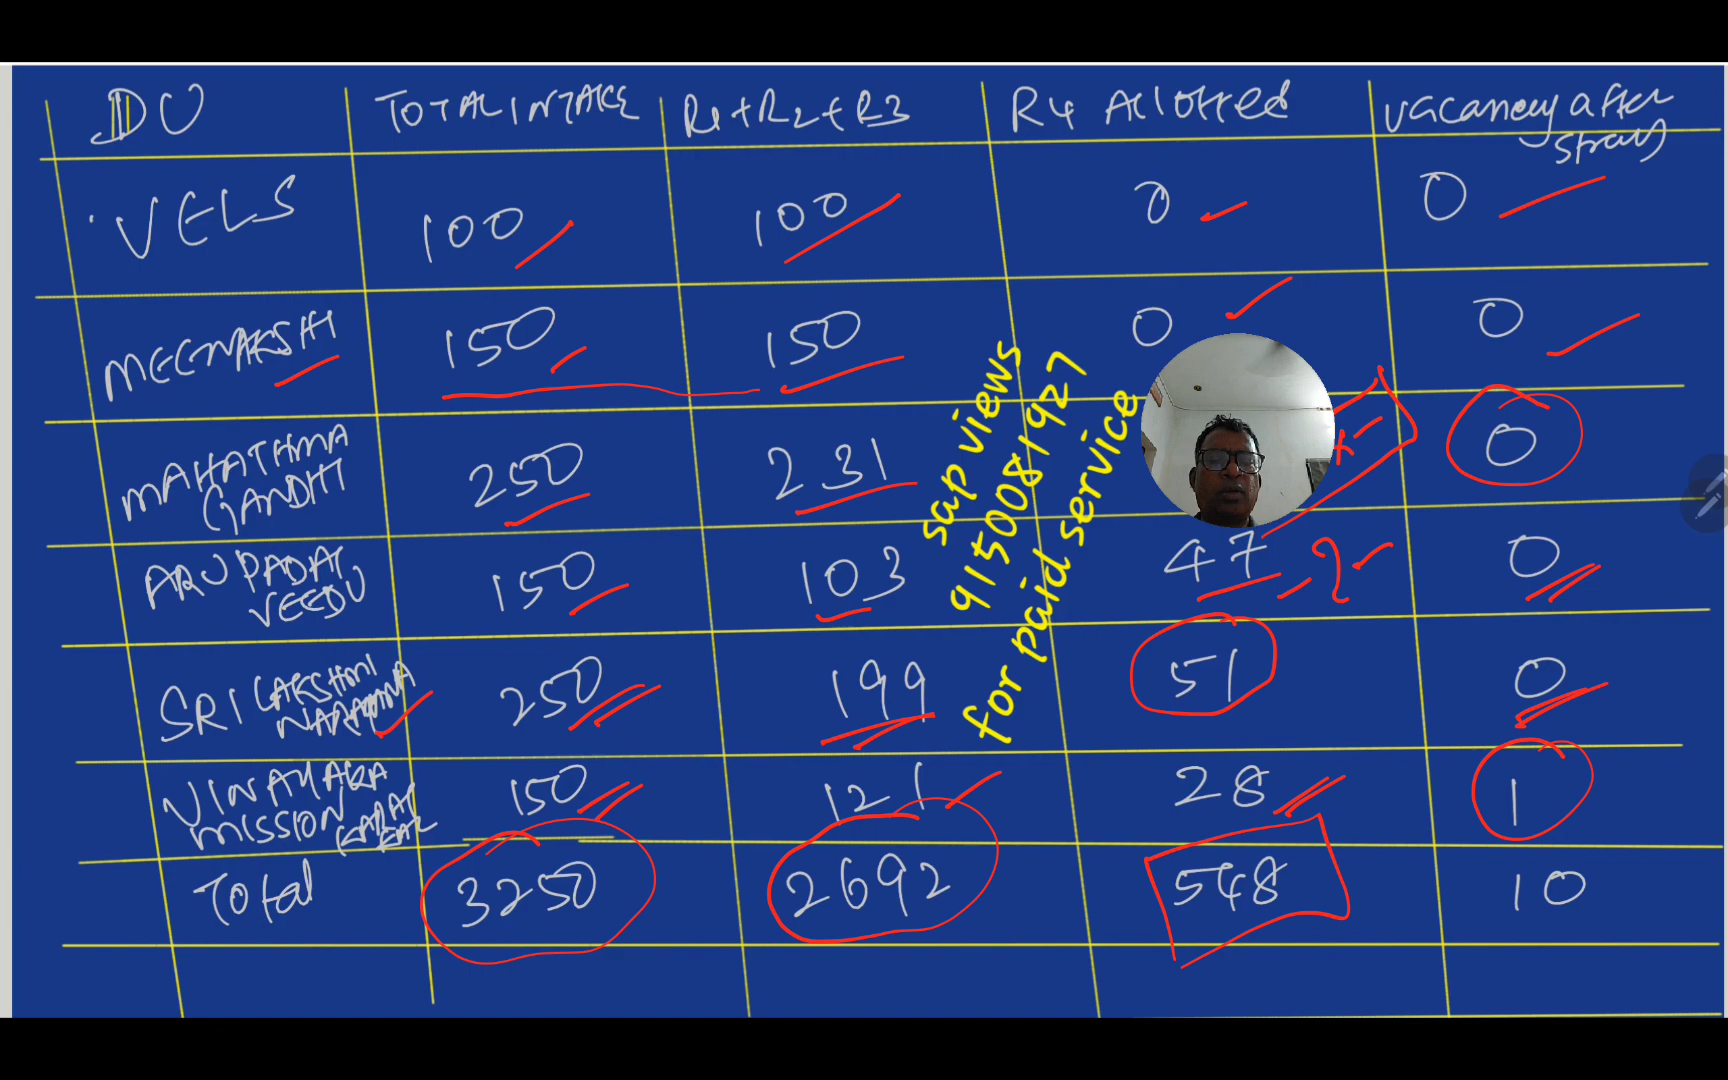 DU TOTAL INTAKE R1+R2+R3 R4 Allotted vacancy after stray
VELS 100 100 0 0
MEENAKSHI 150 150 0 0
MAHATHMA GANDHI 250 231 0
ARUPADAI VEEDU 150 103 47 ? 0
SRI LAKSHMI 250 199 51 0
VINAYAKA MISSION 150 121 28 1
Total 3250 2692 548 10
sap views
9150081927
for paid service